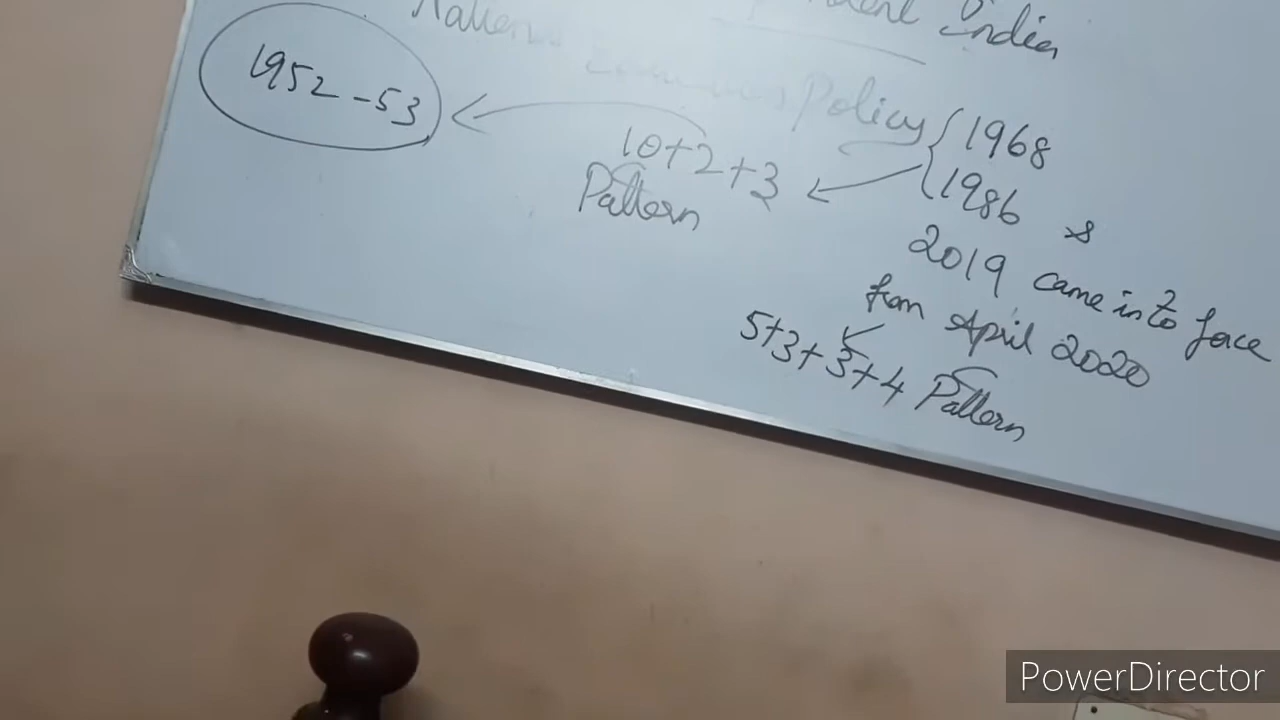 India
1952-53
Policy { 1968
10+2+3
Pattern
1986 &
2019 came into force
from April 2020
5+3+3+4 Pattern
PowerDirector